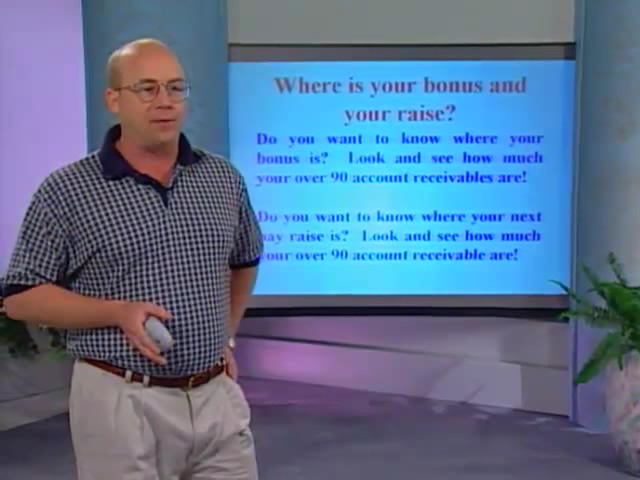 Where is your bonus and
your raise?
Do you want to know where your
bonus is? Look and see how much
your over 90 account receivables are!
Do you want to know where your next
pay raise is? Look and see how much
your over 90 account receivable are!